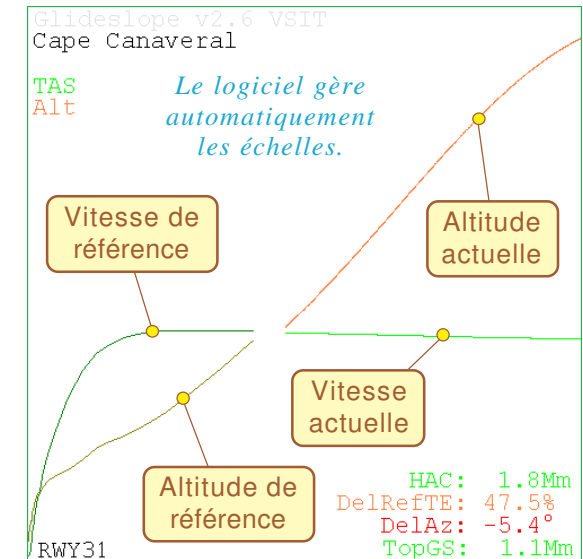 Glideslope v2.6 VSIT
Cape Canaveral
TAS
Alt
Le logiciel gère
automatiquement
les échelles.
Vitesse de
référence
Altitude
actuelle
Vitesse
actuelle
Altitude de
référence
HAC: 1.8Mm
DelRefTE: 47.5%
DelAz: -5.4°
TopGS: 1.1Mm
RWY31